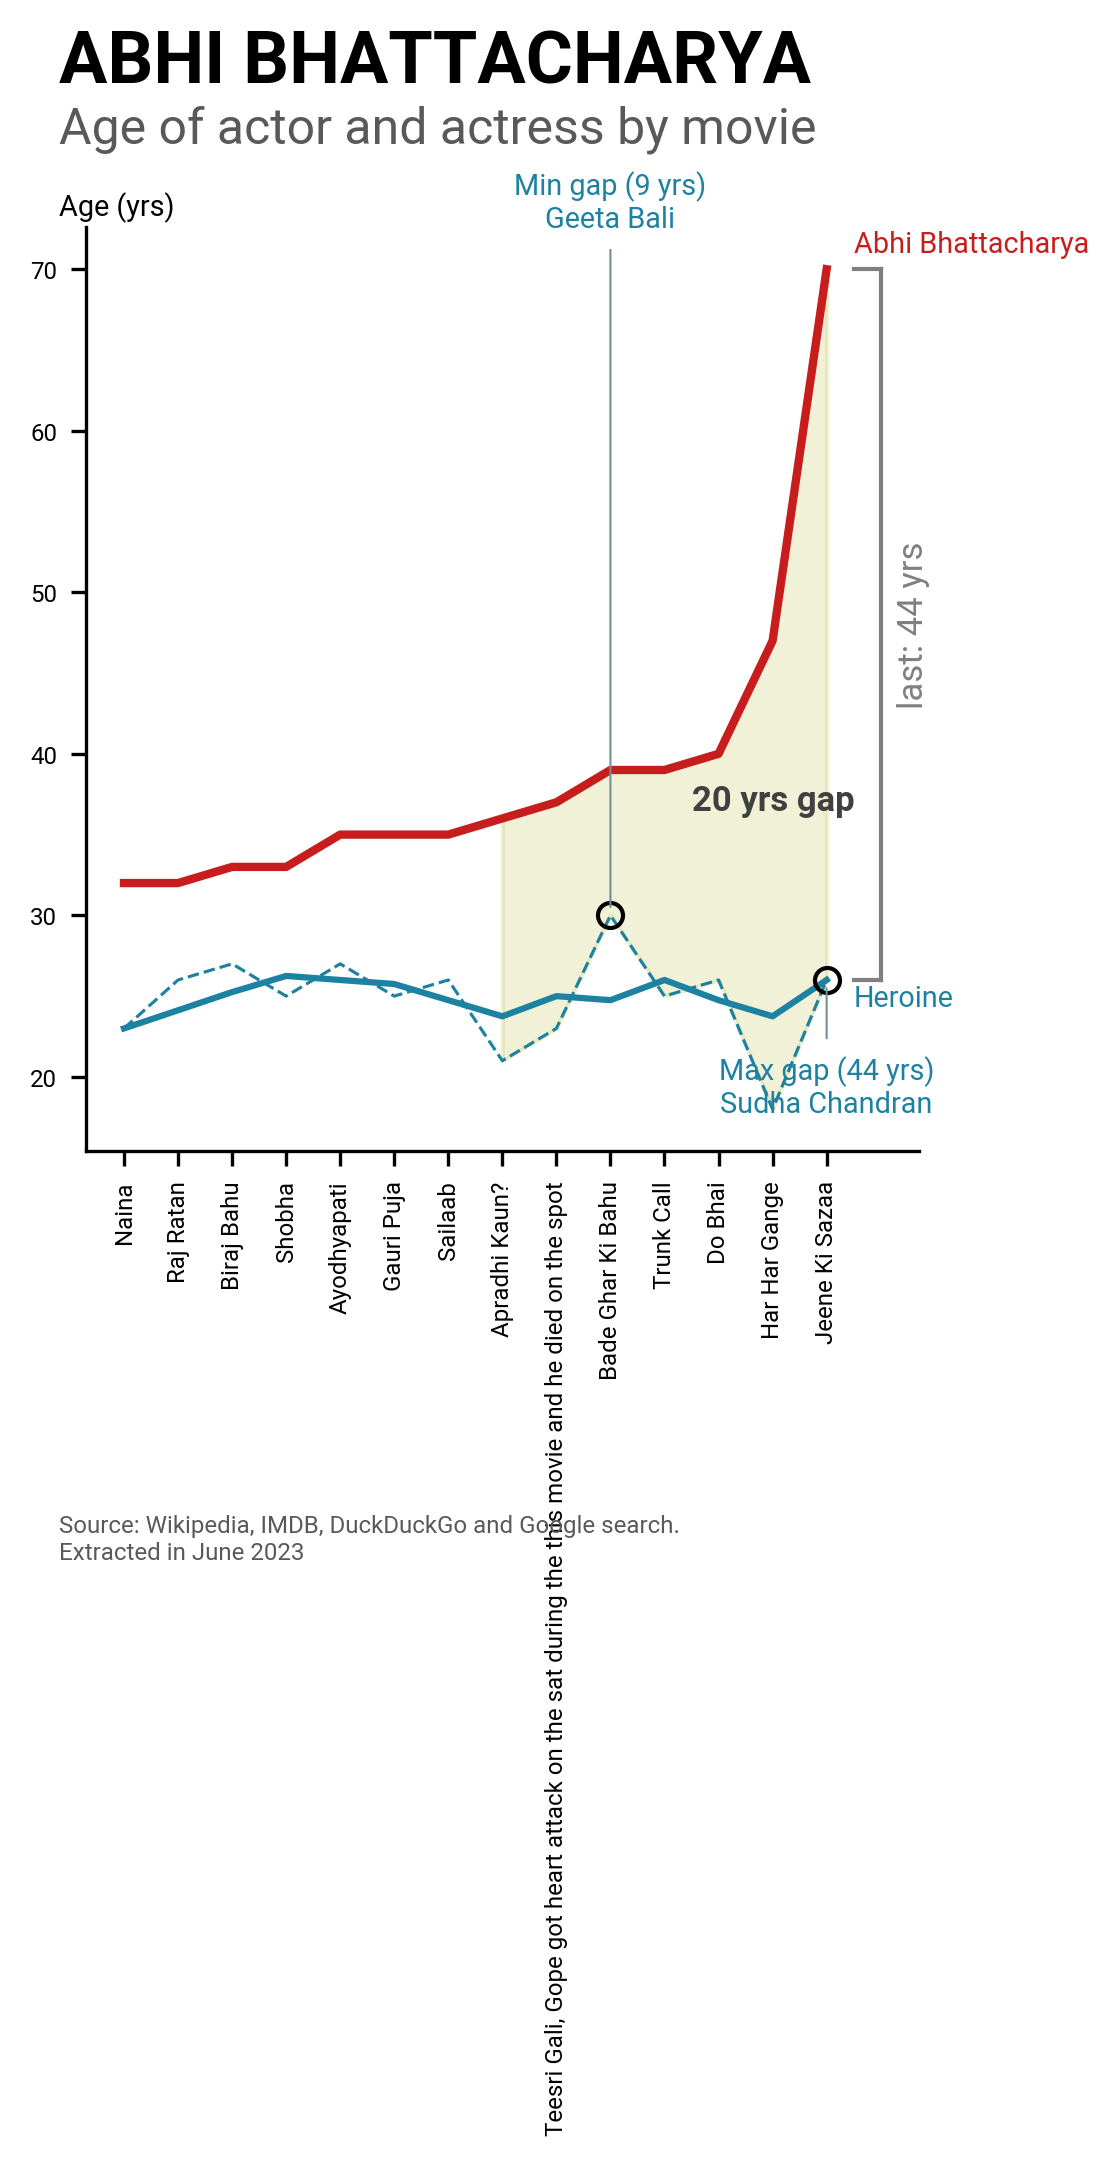 ABHI BHATTACHARYA
Age of actor and actress by movie
Min gap (9 yrs)
Geeta Bali
Age (yrs)
Abhi Bhattacharya
70
60
50
40
30
20
last: 44 yrs
20 yrs gap
Heroine
Max gap (44 yrs)
Sudha Chandran
Naina
Raj Ratan
Biraj Bahu
Shobha
Ayodhyapati
Gauri Puja
Sailaab
Apradhi Kaun?
Teesri Gali, Gope got heart attack on the sat during the this movie and he died on the spot
Bade Ghar Ki Bahu
Trunk Call
Do Bhai
Har Har Gange
Jeene Ki Sazaa
Source: Wikipedia, IMDB, DuckDuckGo and Google search.
Extracted in June 2023